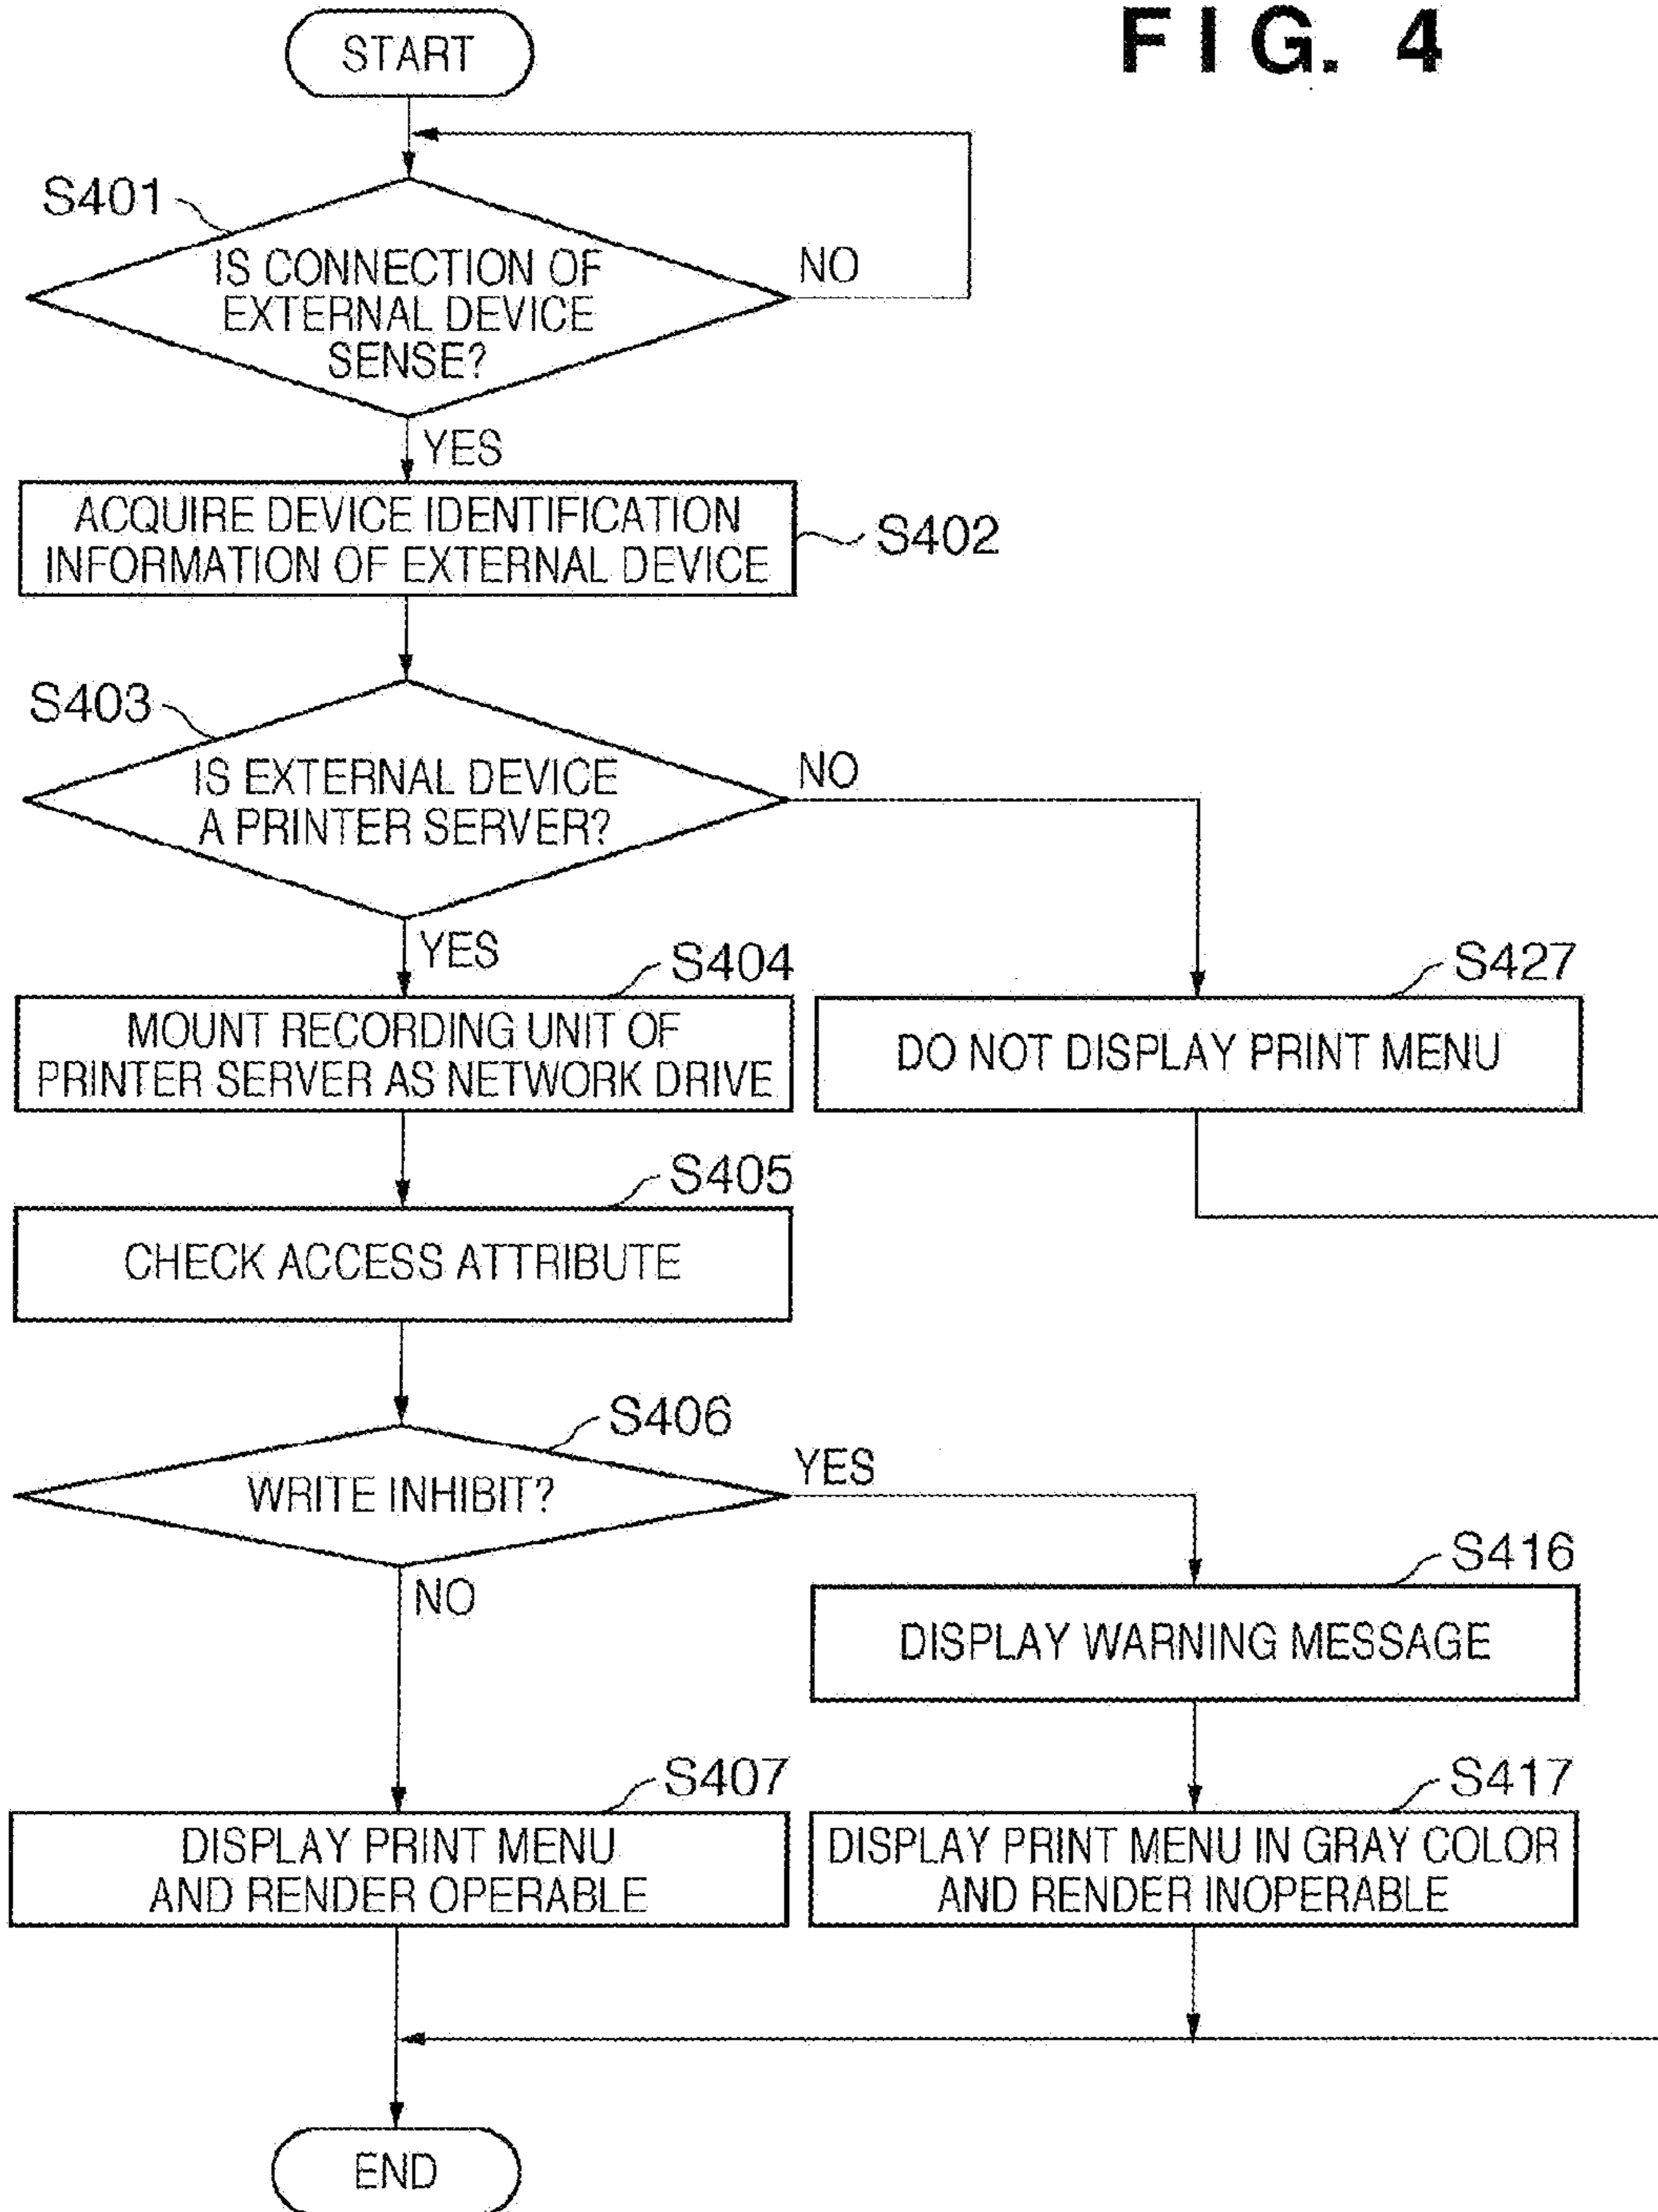 FIG. 4
START
S401
IS CONNECTION OF
EXTERNAL DEVICE
SENSE?
NO
YES
ACQUIRE DEVICE IDENTIFICATION
INFORMATION OF EXTERNAL DEVICE
S402
S403
IS EXTERNAL DEVICE
A PRINTER SERVER?
NO
YES
S404
MOUNT RECORDING UNIT OF
PRINTER SERVER AS NETWORK DRIVE
S427
DO NOT DISPLAY PRINT MENU
S405
CHECK ACCESS ATTRIBUTE
S406
WRITE INHIBIT?
YES
NO
S416
DISPLAY WARNING MESSAGE
S407
DISPLAY PRINT MENU
AND RENDER OPERABLE
S417
DISPLAY PRINT MENU IN GRAY COLOR
AND RENDER INOPERABLE
END